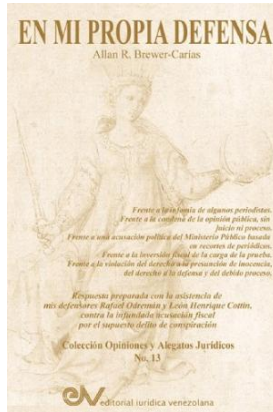 EN MI PROPIA DEFENSA
Allan R. Brewer-Carias
Frente a la infamia de algunos periodistas.
Frente a la condena de la opinión pública, sin
juicio ni proceso.
Frente a una acusación política del Ministerio Público basada
en recortes de periódicos.
Frente a la inversión fiscal de la carga de la prueba.
Frente a la violación del derecho a la presunción de inocencia,
del derecho a la defensa y del debido proceso.
Respuesta preparada con la asistencia de
mis defensores Rafael Odremán y León Henrique Cottin,
contra la infundada acusación fiscal
por el supuesto delito de conspiración
Colección Opiniones y Alegatos Jurídicos
No. 13
editorial jurídica venezolana